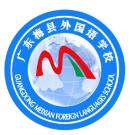 广东梅县外国语学校
GUANGDONG MEIXIAN FOREIGN LANGUAGES SCHOOL